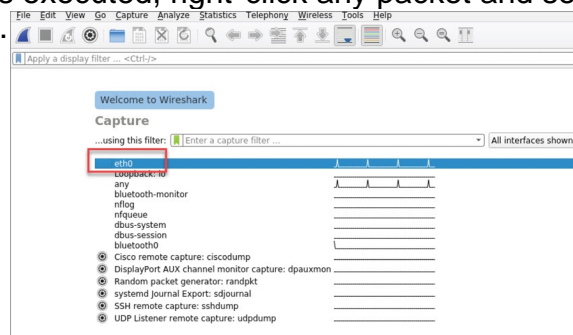 s executed, right-click any packet and se
.
File Edit View Go Capture Analyze Statistics Telephony Wireless Tools Help
Apply a display filter ... <Ctrl-/>
Welcome to Wireshark
Capture
...using this filter: Enter a capture filter ... All interfaces shown
eth0
Loopback: lo
any
bluetooth-monitor
nflog
nfqueue
dbus-system
dbus-session
bluetooth0
Cisco remote capture: ciscodump
DisplayPort AUX channel monitor capture: dpauxmon
Random packet generator: randpkt
systemd Journal Export: sdjournal
SSH remote capture: sshdump
UDP Listener remote capture: udpdump